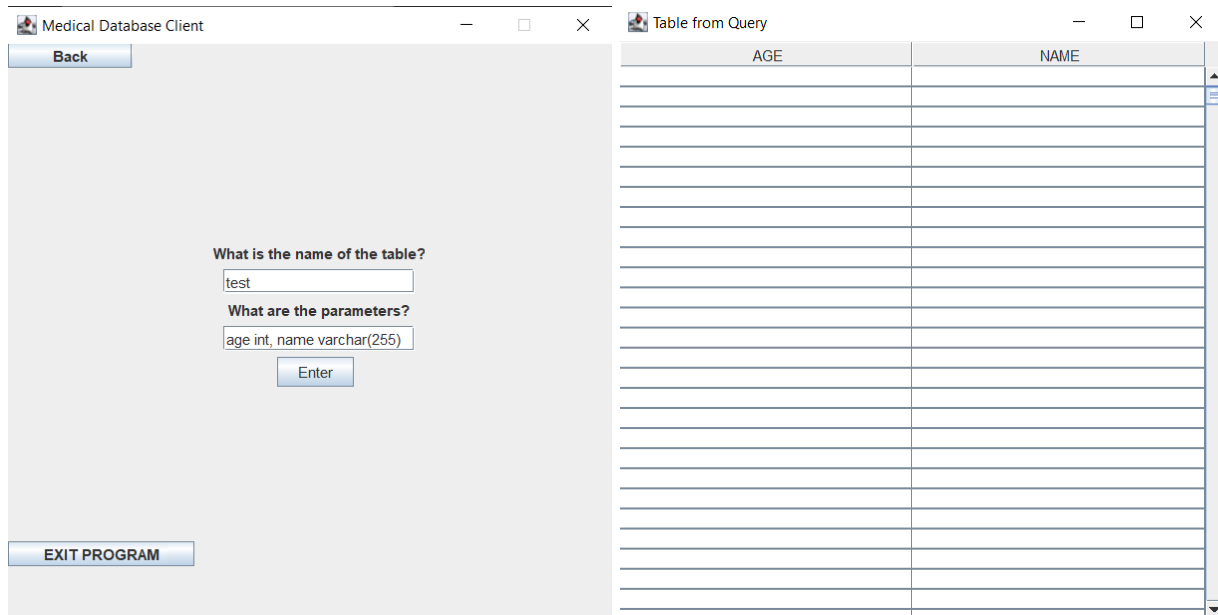 Medical Database Client
Back
What is the name of the table?
test
What are the parameters?
age int, name varchar(255)
Enter
EXIT PROGRAM
Table from Query
AGE NAME